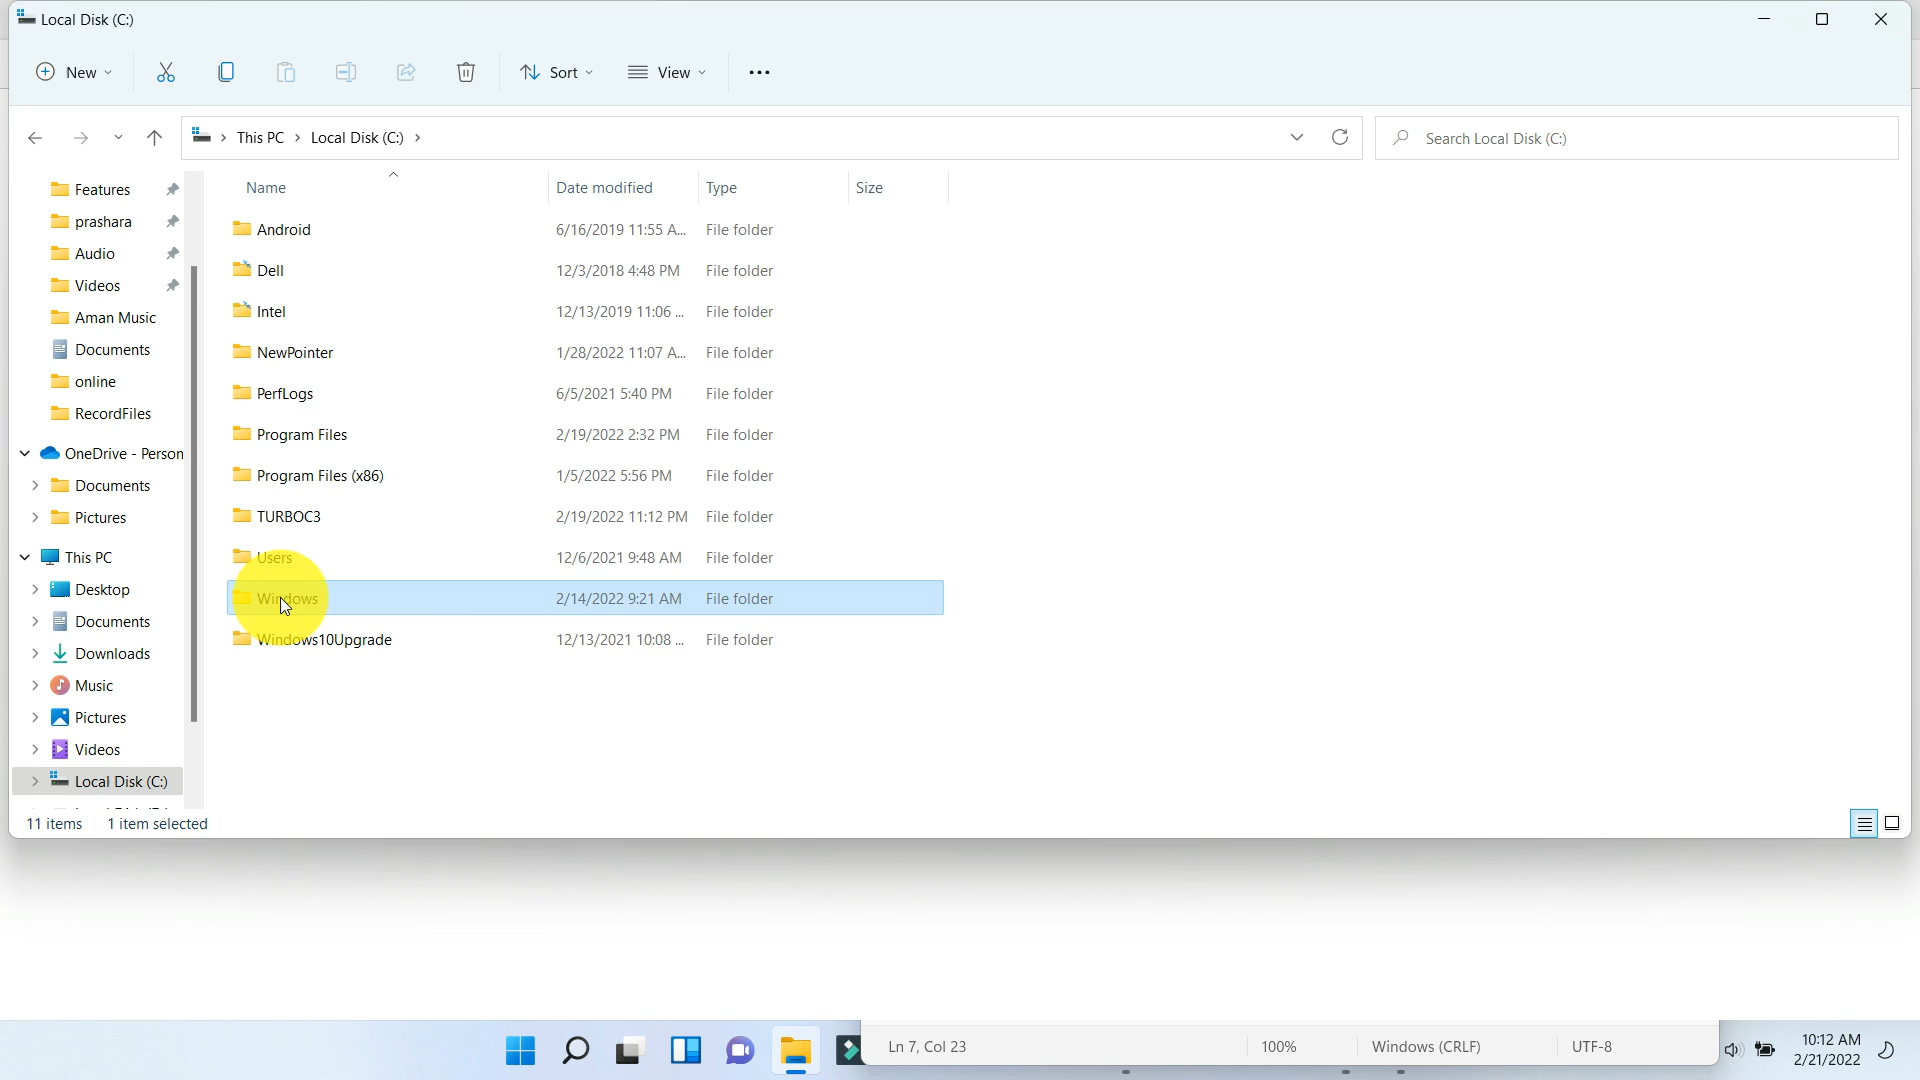 Local Disk (C:)
New Sort View
This PC Local Disk (C:) Search Local Disk (C:)
Features
prashara
Audio
Videos
Aman Music
Documents
online
RecordFiles
OneDrive - Person
Documents
Pictures
This PC
Desktop
Documents
Downloads
Music
Pictures
Videos
Local Disk (C:)
Name Date modified Type Size
Android 6/16/2019 11:55 A... File folder
Dell 12/3/2018 4:48 PM File folder
Intel 12/13/2019 11:06 ... File folder
NewPointer 1/28/2022 11:07 A... File folder
PerfLogs 6/5/2021 5:40 PM File folder
Program Files 2/19/2022 2:32 PM File folder
Program Files (x86) 1/5/2022 5:56 PM File folder
TURBOC3 2/19/2022 11:12 PM File folder
Users 12/6/2021 9:48 AM File folder
Windows 2/14/2022 9:21 AM File folder
Windows10Upgrade 12/13/2021 10:08 ... File folder
11 items 1 item selected
Ln 7, Col 23 100% Windows (CRLF) UTF-8
10:12 AM
2/21/2022